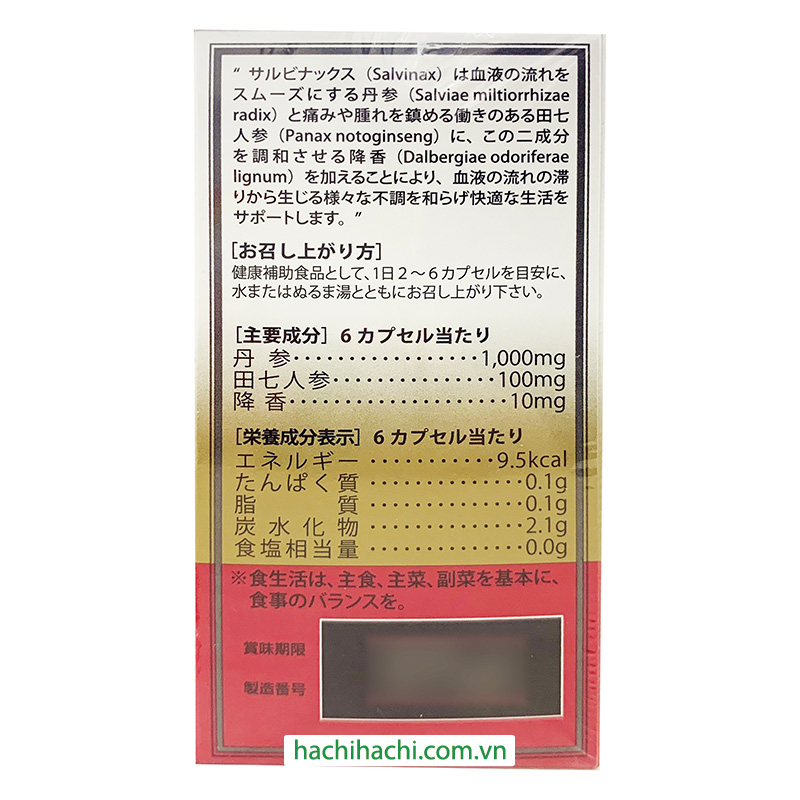 “ サルビナックス（Salvinax）は血液の流れを
スムーズにする丹参（Salviae miltiorrhizae
radix）と痛みや腫れを鎮める働きのある田七
人参（Panax notoginseng）に、この二成分
を調和させる降香（Dalbergiae odoriferae
lignum）を加えることにより、血液の流れの滞
りから生じる様々な不調を和らげ快適な生活を
サポートします。”
［お召し上がり方］
健康補助食品として、1日２〜６カプセルを目安に、
水またはぬるま湯とともにお召し上がり下さい。
［主要成分］６カプセル当たり
丹参・・・・・・・・・・・・・・・・・1,000mg
田七人参・・・・・・・・・・・・・・・100mg
降香・・・・・・・・・・・・・・・・・・・10mg
［栄養成分表示］６カプセル当たり
エネルギー・・・・・・・・・・・・9.5kcal
たんぱく質・・・・・・・・・・・・・・0.1g
脂質・・・・・・・・・・・・・・0.1g
炭水化物・・・・・・・・・・・・・・2.1g
食塩相当量・・・・・・・・・・・・・・0.0g
※食生活は、主食、主菜、副菜を基本に、
食事のバランスを。
賞味期限
製造番号
hachihachi.com.vn